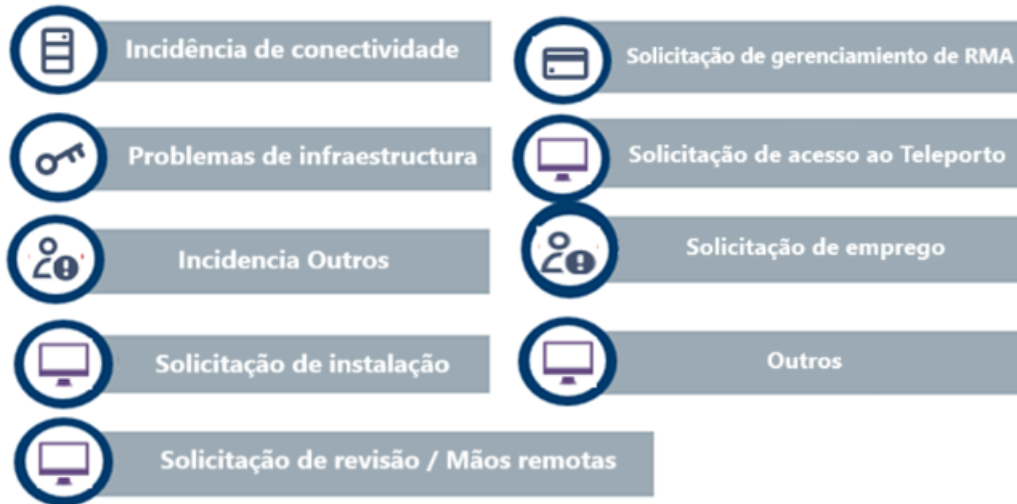 Incidência de conectividade
Problemas de infraestructura
Incidencia Outros
Solicitação de instalação
Solicitação de revisão / Mãos remotas
Solicitação de gerenciamiento de RMA
Solicitação de acesso ao Teleporto
Solicitação de emprego
Outros